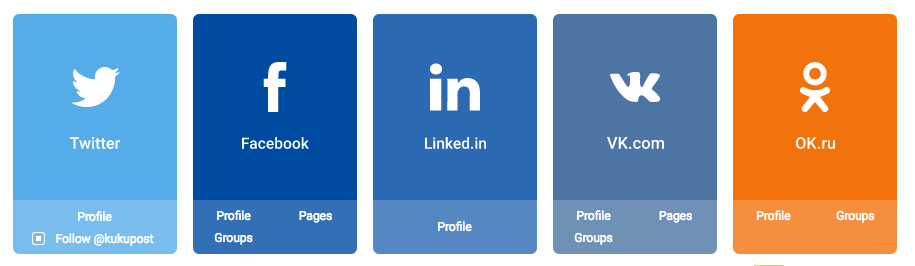 Twitter
Profile
Follow @kukupost
Facebook
Profile Pages
Groups
in
Linked.in
Profile
VK.com
Profile Pages
Groups
OK.ru
Profile Groups